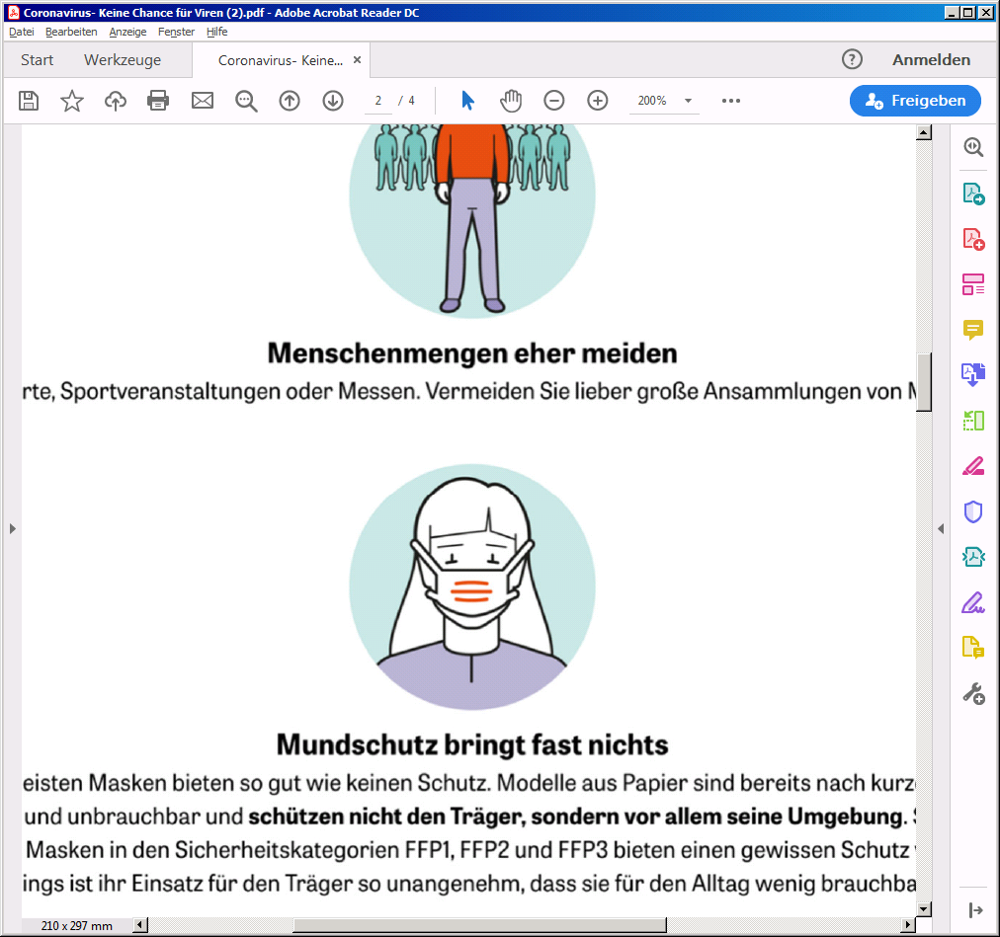 Coronavirus- Keine Chance für Viren (2).pdf - Adobe Acrobat Reader DC
Datei Bearbeiten Anzeige Fenster Hilfe
Start Werkzeuge Coronavirus- Keine... × ? Anmelden
2 / 4 200% Freigeben
Menschenmengen eher meiden
rte, Sportveranstaltungen oder Messen. Vermeiden Sie lieber große Ansammlungen von
Mundschutz bringt fast nichts
eisten Masken bieten so gut wie keinen Schutz. Modelle aus Papier sind bereits nach kurz
und unbrauchbar und schützen nicht den Träger, sondern vor allem seine Umgebung.
Masken in den Sicherheitskategorien FFP1, FFP2 und FFP3 bieten einen gewissen Schutz
ings ist ihr Einsatz für den Träger so unangenehm, dass sie für den Alltag wenig brauchba
210 x 297 mm